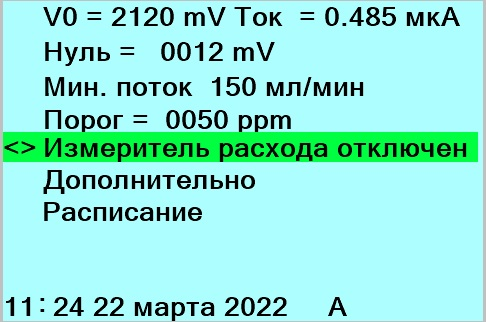 V0 = 2120 mV Ток = 0.485 мкА
Нуль = 0012 mV
Мин. поток 150 мл/мин
Порог = 0050 ppm
<> Измеритель расхода отключен
Дополнительно
Расписание
11: 24 22 марта 2022 А